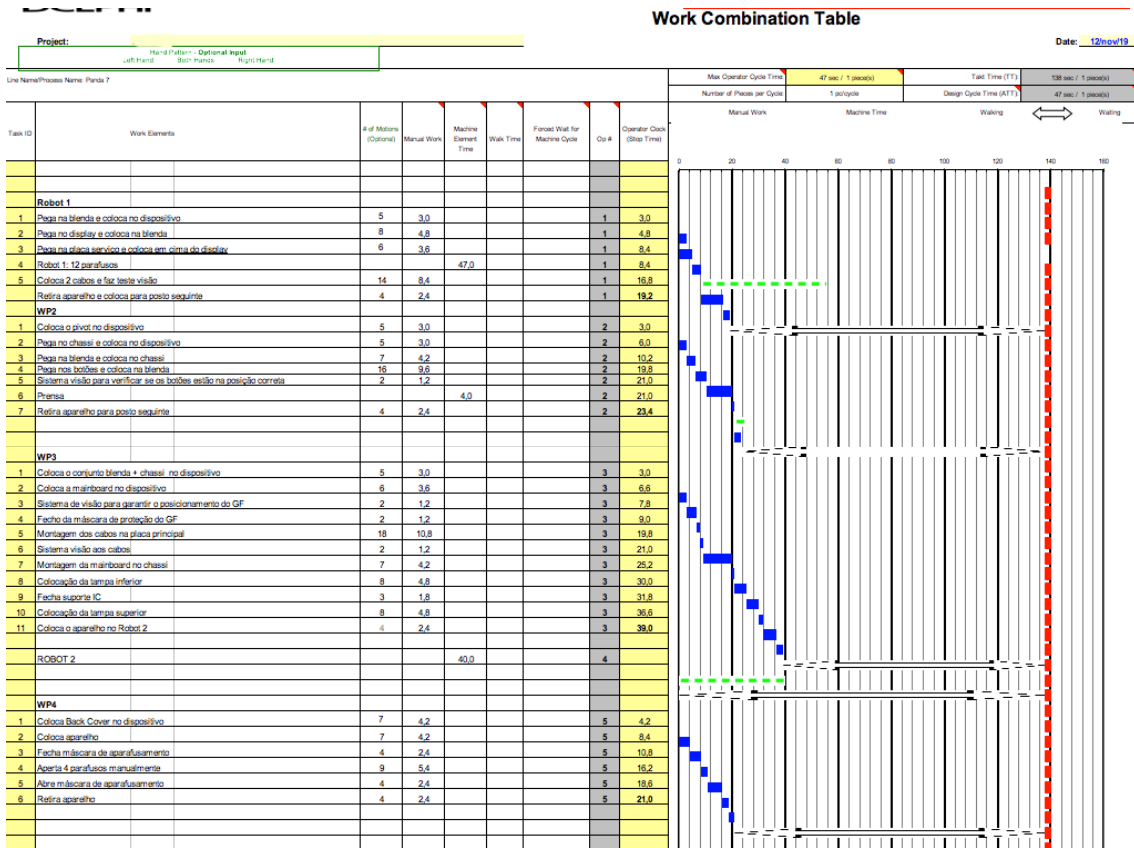 DELPHI
Work Combination Table
Project:
Date: 12/nov/19
Hand Pattern - Optional Input
Left Hand Both Hands Right Hand
Line Name/Process Name: Panda 7
Max Operator Cycle Time 47 sec / 1 piece(s) Takt Time (TT): 138 sec / 1 piece(s)
Number of Pieces per Cycle 1 pc/cycle Design Cycle Time (ATT): 47 sec / 1 piece(s)
Manual Work Machine Time Walking Waiting
Task ID Work Elements # of Motions (Optional) Manual Work Machine Element Time Walk Time Forced Wait for Machine Cycle Op # Operator Clock (Stop Time)
0 20 40 60 80 100 120 140 160
Robot 1
1 Pega na blenda e coloca no dispositivo 5 3,0 1 3,0
2 Pega no display e coloca na blenda 8 4,8 1 4,8
3 Pega na placa serviço e coloca em cima do display 6 3,6 1 8,4
4 Robot 1: 12 parafusos 47,0 1 8,4
5 Coloca 2 cabos e faz teste visão 14 8,4 1 16,8
Retira aparelho e coloca para posto seguinte 4 2,4 1 19,2
WP2
1 Coloca o pivot no dispositivo 5 3,0 2 3,0
2 Pega no chassi e coloca no dispositivo 5 3,0 2 6,0
3 Pega na blenda e coloca no chassi 7 4,2 2 10,2
4 Pega nos botões e coloca na blenda 16 9,6 2 19,8
5 Sistema visão para verificar se os botões estão na posição correta 2 1,2 2 21,0
6 Prensa 4,0 2 21,0
7 Retira aparelho para posto seguinte 4 2,4 2 23,4
WP3
1 Coloca o conjunto blenda + chassi no dispositivo 5 3,0 3 3,0
2 Coloca a mainboard no dispositivo 6 3,6 3 6,6
3 Sistema de visão para garantir o posicionamento do GF 2 1,2 3 7,8
4 Fecho da máscara de proteção do GF 2 1,2 3 9,0
5 Montagem dos cabos na placa principal 18 10,8 3 19,8
6 Sistema visão aos cabos 2 1,2 3 21,0
7 Montagem da mainboard no chassi 7 4,2 3 25,2
8 Colocação da tampa inferior 8 4,8 3 30,0
9 Fecha suporte IC 3 1,8 3 31,8
10 Colocação da tampa superior 8 4,8 3 36,6
11 Coloca o aparelho no Robot 2 4 2,4 3 39,0
ROBOT 2 40,0 4
WP4
1 Coloca Back Cover no dispositivo 7 4,2 5 4,2
2 Coloca aparelho 7 4,2 5 8,4
3 Fecha máscara de aparafusamento 4 2,4 5 10,8
4 Aperta 4 parafusos manualmente 9 5,4 5 16,2
5 Abre máscara de aparafusamento 4 2,4 5 18,6
6 Retira aparelho 4 2,4 5 21,0